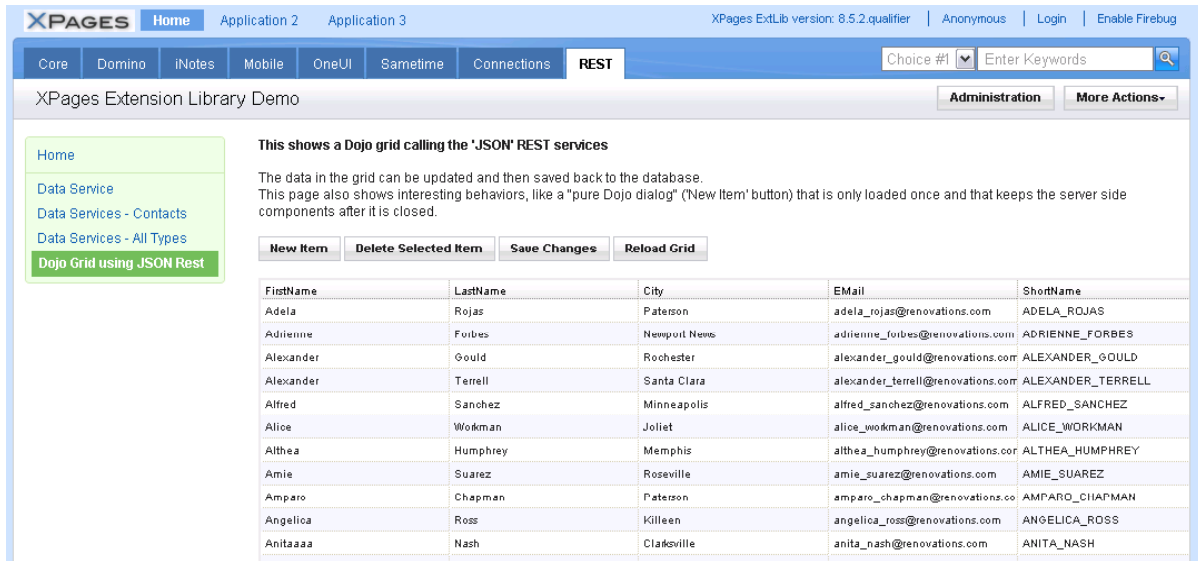 XPAGES Home Application 2 Application 3 XPages ExtLib version: 8.5.2.qualifier | Anonymous | Login | Enable Firebug
Core Domino iNotes Mobile OneUI Sametime Connections REST Choice #1 Enter Keywords
XPages Extension Library Demo Administration More Actions
Home
Data Service
Data Services - Contacts
Data Services - All Types
Dojo Grid using JSON Rest
This shows a Dojo grid calling the 'JSON' REST services
The data in the grid can be updated and then saved back to the database.
This page also shows interesting behaviors, like a "pure Dojo dialog" ('New Item' button) that is only loaded once and that keeps the server side
components after it is closed.
New Item Delete Selected Item Save Changes Reload Grid
FirstName LastName City EMail ShortName
Adela Rojas Paterson adela_rojas@renovations.com ADELA_ROJAS
Adrienne Forbes Newport News adrienne_forbes@renovations.com ADRIENNE_FORBES
Alexander Gould Rochester alexander_gould@renovations.com ALEXANDER_GOULD
Alexander Terrell Santa Clara alexander_terrell@renovations.com ALEXANDER_TERRELL
Alfred Sanchez Minneapolis alfred_sanchez@renovations.com ALFRED_SANCHEZ
Alice Workman Joliet alice_workman@renovations.com ALICE_WORKMAN
Althea Humphrey Memphis althea_humphrey@renovations.cor ALTHEA_HUMPHREY
Amie Suarez Roseville amie_suarez@renovations.com AMIE_SUAREZ
Amparo Chapman Paterson amparo_chapman@renovations.co AMPARO_CHAPMAN
Angelica Ross Killeen angelica_ross@renovations.com ANGELICA_ROSS
Anitaaaa Nash Clarksville anita_nash@renovations.com ANITA_NASH